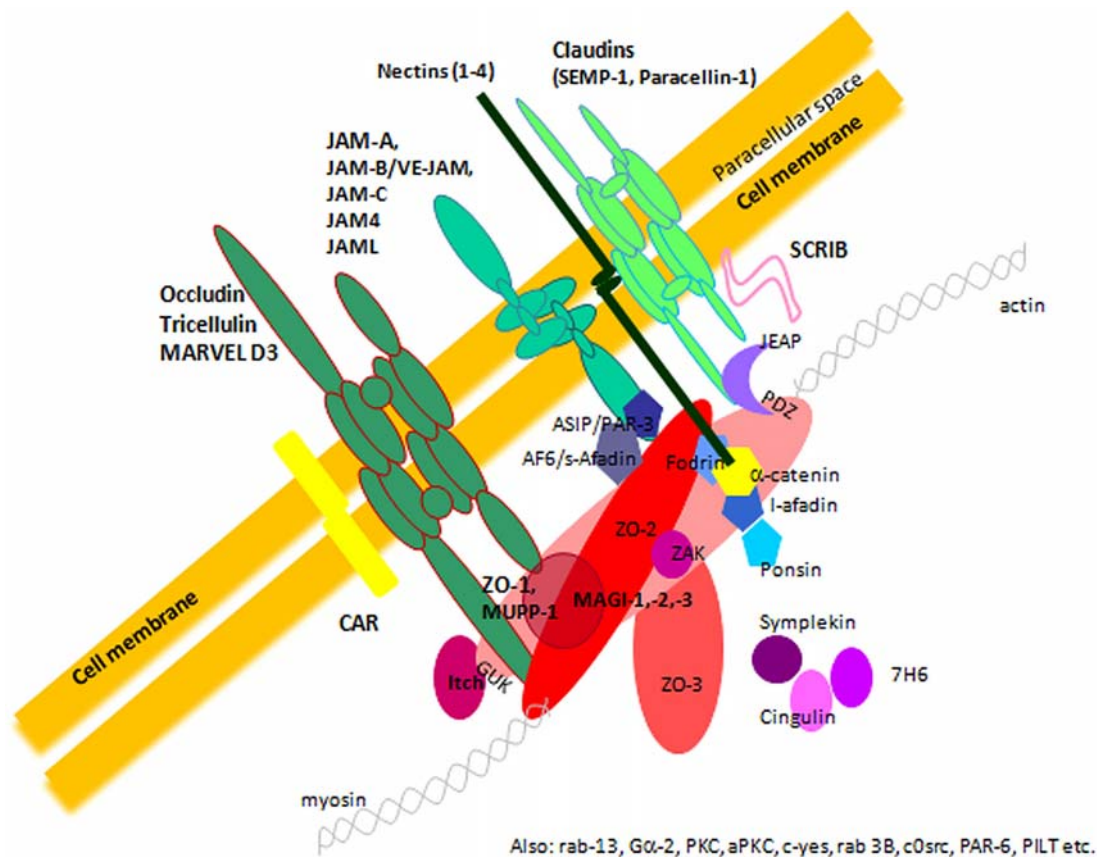 Claudins
(SEMP-1, Paracellin-1)
Nectins (1-4)
Paracellular space
Cell membrane
JAM-A,
JAM-B/VE-JAM,
JAM-C
JAM4
JAML
SCRIB
Occludin
Tricellulin
MARVEL D3
actin
JEAP
PDZ
ASIP/PAR-3
AF6/s-Afadin
Fodrin
α-catenin
l-afadin
ZO-2
ZAK
Ponsin
ZO-1,
MUPP-1
MAGI-1,-2,-3
CAR
Cell membrane
Symplekin
Itch
GUK
ZO-3
7H6
Cingulin
myosin
Also: rab-13, Gα-2, PKC, aPKC, c-yes, rab 3B, c0src, PAR-6, PILT etc.